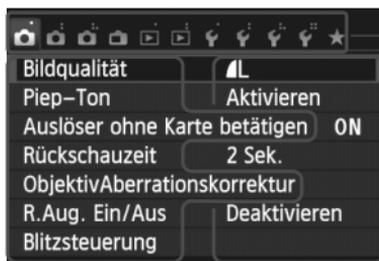 Bildqualität L
Piep-Ton Aktivieren
Auslöser ohne Karte betätigen ON
Rückschauzeit 2 Sek.
ObjektivAberrationskorrektur
R.Aug. Ein/Aus Deaktivieren
Blitzsteuerung